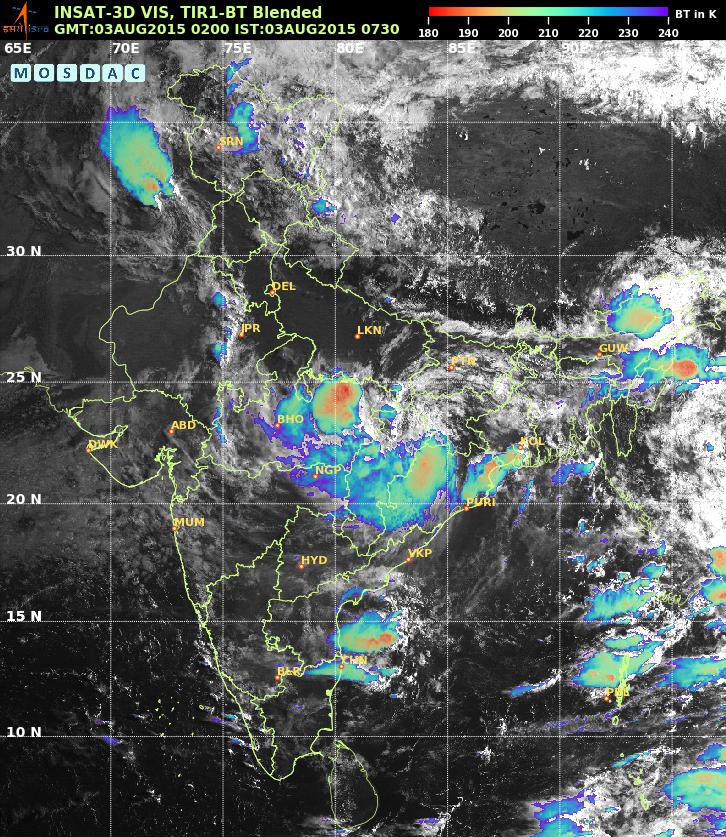 INSAT-3D VIS, TIR1-BT Blended
GMT:03AUG2015 0200 IST:03AUG2015 0730
BT in K
180 190 200 210 220 230 240
65E 70E 75E 80E 85E 90E
MOSDAC
SRN
30 N
DEL
JPR
LKN
GUW
PTN
25 N
BHO
ABD
DWK
KOL
NGP
20 N
PURI
MUM
VKP
HYD
15 N
CHN
BLR
PBL
10 N